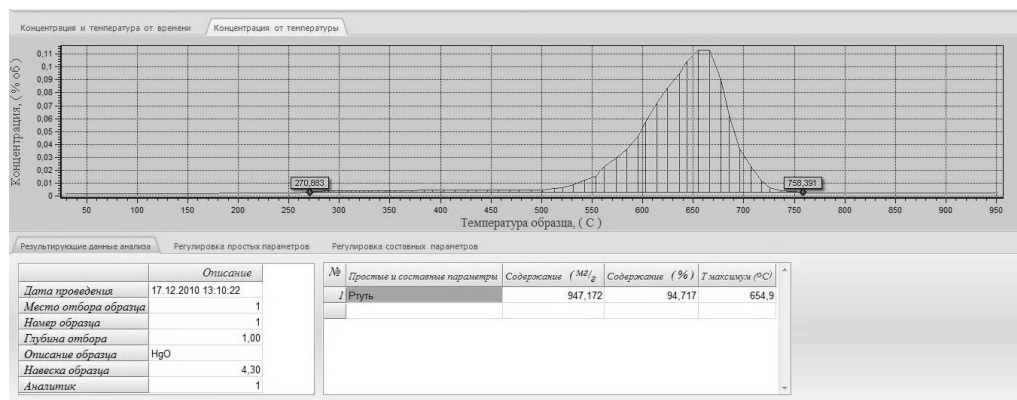 Концентрация и температура от времени Концентрация от температуры
Концентрация, ( % об )
0,11
0,1
0,09
0,08
0,07
0,06
0,05
0,04
0,03
0,02
0,01
0
270,883 758,391
50 100 150 200 250 300 350 400 450 500 550 600 650 700 750 800 850 900 950
Температура образца, ( С )
Результирующие данные анализа Регулировка простых параметров Регулировка составных параметров
Описание
Дата проведения 17.12.2010 13:10:22
Место отбора образца 1
Номер образца 1
Глубина отбора 1,00
Описание образца HgO
Навеска образца 4,30
Аналитик 1
№ Простые и составные параметры Содержание (мг/г Содержание (%) Т максимум (°С)
1 Ртуть 947,172 94,717 654,9